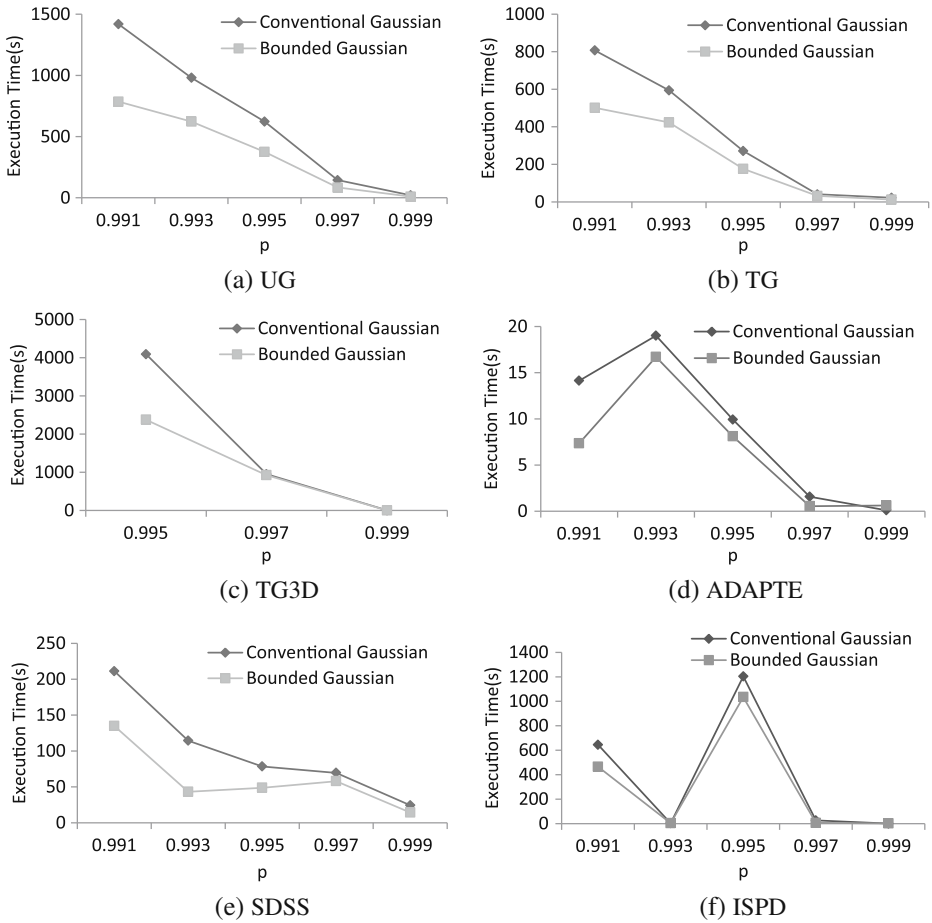 1500
1000
500
0
Execution Time(s)
Conventional Gaussian
Bounded Gaussian
0.991 0.993 0.995 0.997 0.999
p
(a) UG
1000
800
600
400
200
0
Execution Time(s)
Conventional Gaussian
Bounded Gaussian
0.991 0.993 0.995 0.997 0.999
p
(b) TG
5000
4000
3000
2000
1000
0
Execution Time(s)
Conventional Gaussian
Bounded Gaussian
0.995 0.997 0.999
p
(c) TG3D
20
15
10
5
0
Execution Time(s)
Conventional Gaussian
Bounded Gaussian
0.991 0.993 0.995 0.997 0.999
p
(d) ADAPTE
250
200
150
100
50
0
Execution Time(s)
Conventional Gaussian
Bounded Gaussian
0.991 0.993 0.995 0.997 0.999
p
(e) SDSS
1400
1200
1000
800
600
400
200
0
Execution Time(s)
Conventional Gaussian
Bounded Gaussian
0.991 0.993 0.995 0.997 0.999
p
(f) ISPD